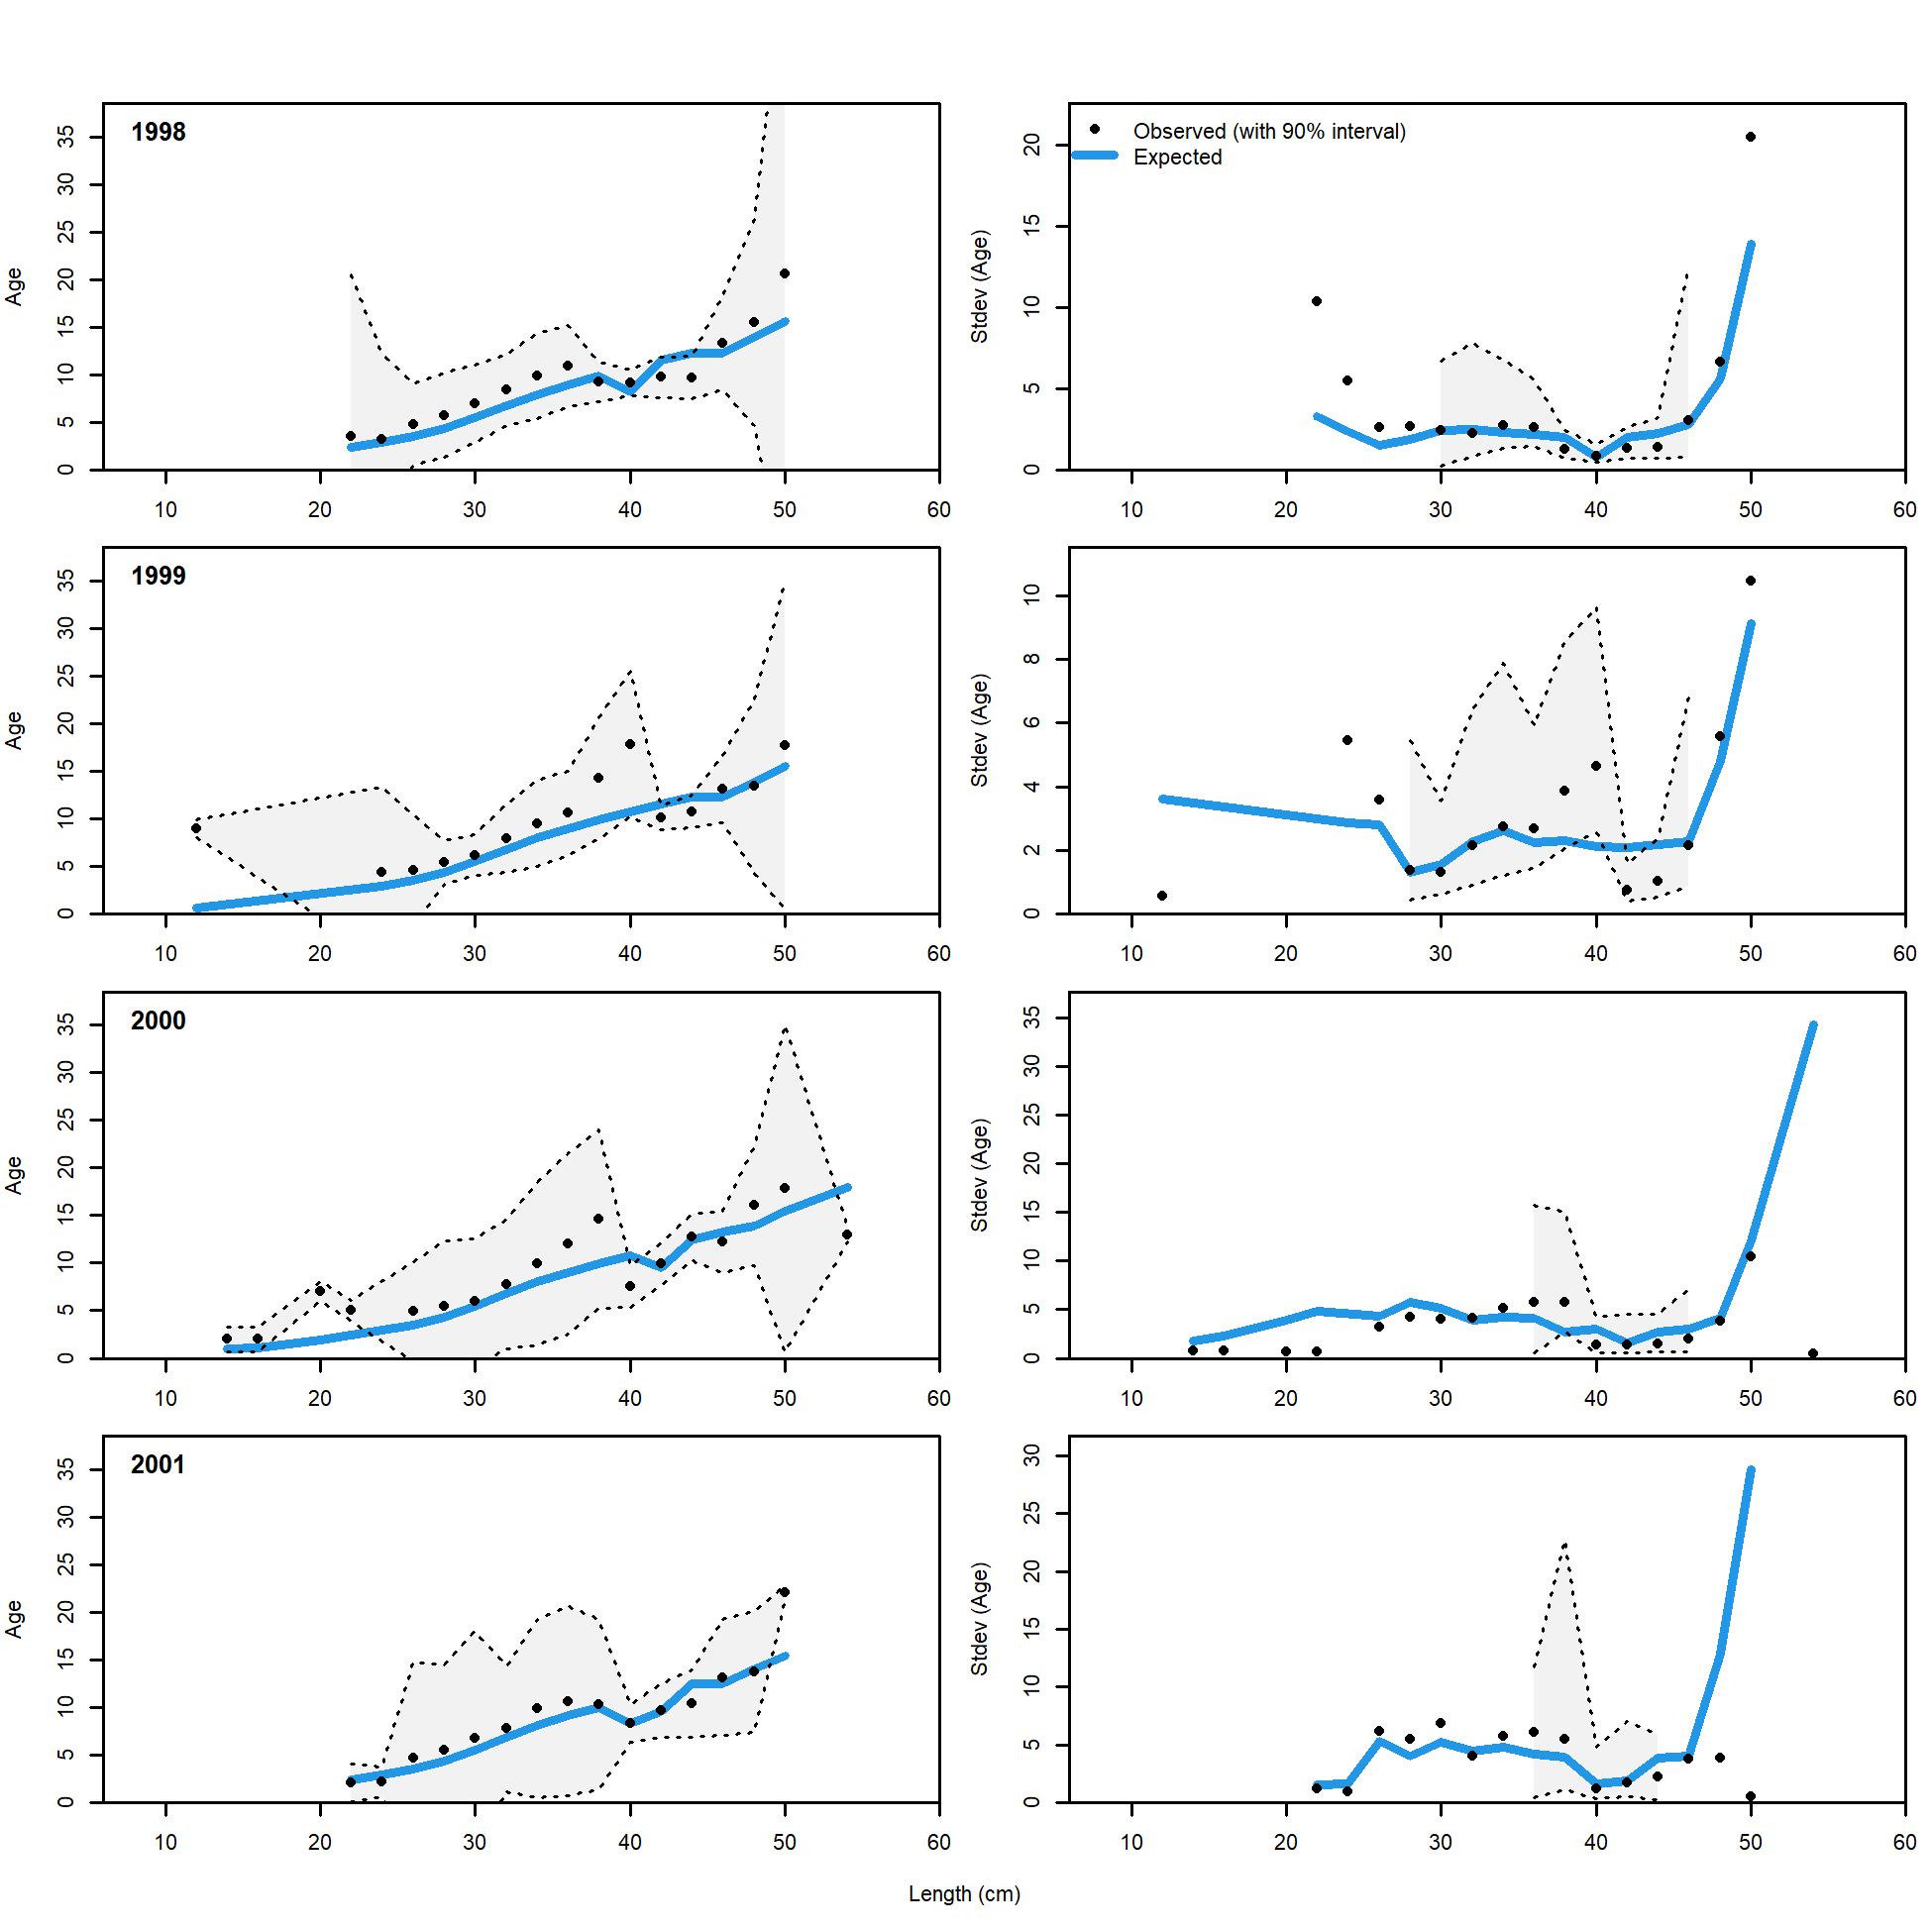 1998
Age
0 5 10 15 20 25 30 35
10 20 30 40 50 60
Observed (with 90% interval)
Expected
Stdev (Age)
0 5 10 15 20
10 20 30 40 50 60
1999
Age
0 5 10 15 20 25 30 35
10 20 30 40 50 60
Stdev (Age)
0 2 4 6 8 10
10 20 30 40 50 60
2000
Age
0 5 10 15 20 25 30 35
10 20 30 40 50 60
Stdev (Age)
0 5 10 15 20 25 30 35
10 20 30 40 50 60
2001
Age
0 5 10 15 20 25 30 35
10 20 30 40 50 60
Stdev (Age)
0 5 10 15 20 25 30
10 20 30 40 50 60
Length (cm)